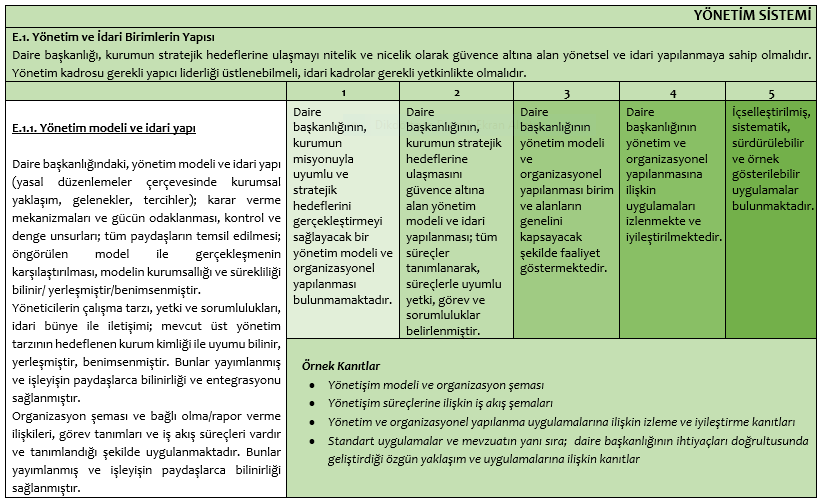 YÖNETİM SİSTEMİ
E.1. Yönetim ve İdari Birimlerin Yapısı
Daire başkanlığı, kurumun stratejik hedeflerine ulaşmayı nitelik ve nicelik olarak güvence altına alan yönetsel ve idari yapılanmaya sahip olmalıdır.
Yönetim kadrosu gerekli yapıcı liderliği üstlenebilmeli, idari kadrolar gerekli yetkinlikte olmalıdır.
1 2 3 4 5
E.1.1. Yönetim modeli ve idari yapı
Daire başkanlığındaki, yönetim modeli ve idari yapı
(yasal düzenlemeler çerçevesinde kurumsal
yaklaşım, gelenekler, tercihler); karar verme
mekanizmaları ve gücün odaklanması, kontrol ve
denge unsurları; tüm paydaşların temsil edilmesi;
öngörülen model ile gerçekleşmenin
karşılaştırılması, modelin kurumsallığı ve sürekliliği
bilinir/ yerleşmiştir/benimsenmiştir.
Yöneticilerin çalışma tarzı, yetki ve sorumlulukları,
idari bünye ile iletişimi; mevcut üst yönetim
tarzının hedeflenen kurum kimliği ile uyumu bilinir,
yerleşmiştir, benimsenmiştir. Bunlar yayımlanmış
ve işleyişin paydaşlarca bilinirliği ve entegrasyonu
sağlanmıştır.
Organizasyon şeması ve bağlı olma/rapor verme
ilişkileri, görev tanımları ve iş akış süreçleri vardır
ve tanımlandığı şekilde uygulanmaktadır. Bunlar
yayımlanmış ve işleyişin paydaşlarca bilinirliği
sağlanmıştır.
Daire
başkanlığının,
kurumun
misyonuyla
uyumlu ve
stratejik
hedeflerini
gerçekleştirmeyi
sağlayacak bir
yönetim modeli ve
organizasyonel
yapılanması
bulunmamaktadır.
Daire
başkanlığının,
kurumun stratejik
hedeflerine
ulaşmasını
güvence altına
alan yönetim
modeli ve idari
yapılanması; tüm
süreçler
tanımlanarak,
süreçlerle uyumlu
yetki, görev ve
sorumluluklar
belirlenmiştir.
Daire
başkanlığının
yönetim modeli
ve
organizasyonel
yapılanması birim
ve alanların
genelini
kapsayacak
şekilde faaliyet
göstermektedir.
Daire
başkanlığının
yönetim ve
organizasyonel
yapılanmasına
ilişkin
uygulamaları
izlenmekte ve
iyileştirilmektedir.
İçselleştirilmiş,
sistematik,
sürdürülebilir
ve örnek
gösterilebilir
uygulamalar
bulunmaktadır.
Örnek Kanıtlar
• Yönetişim modeli ve organizasyon şeması
• Yönetişim süreçlerine ilişkin iş akış şemaları
• Yönetim ve organizasyonel yapılanma uygulamalarına ilişkin izleme ve iyileştirme kanıtları
• Standart uygulamalar ve mevzuatın yanı sıra; daire başkanlığının ihtiyaçları doğrultusunda
geliştirdiği özgün yaklaşım ve uygulamalarına ilişkin kanıtlar